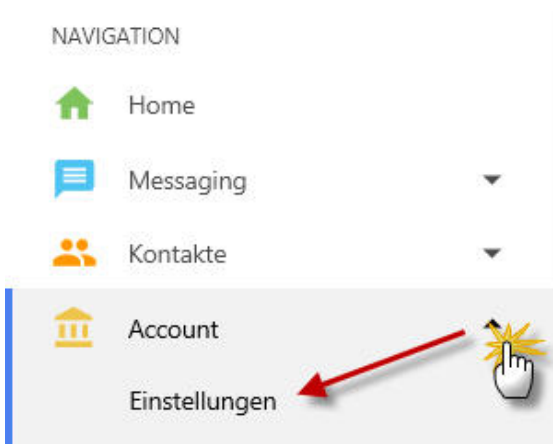 NAVIGATION
Home
Messaging
Kontakte
Account
Einstellungen